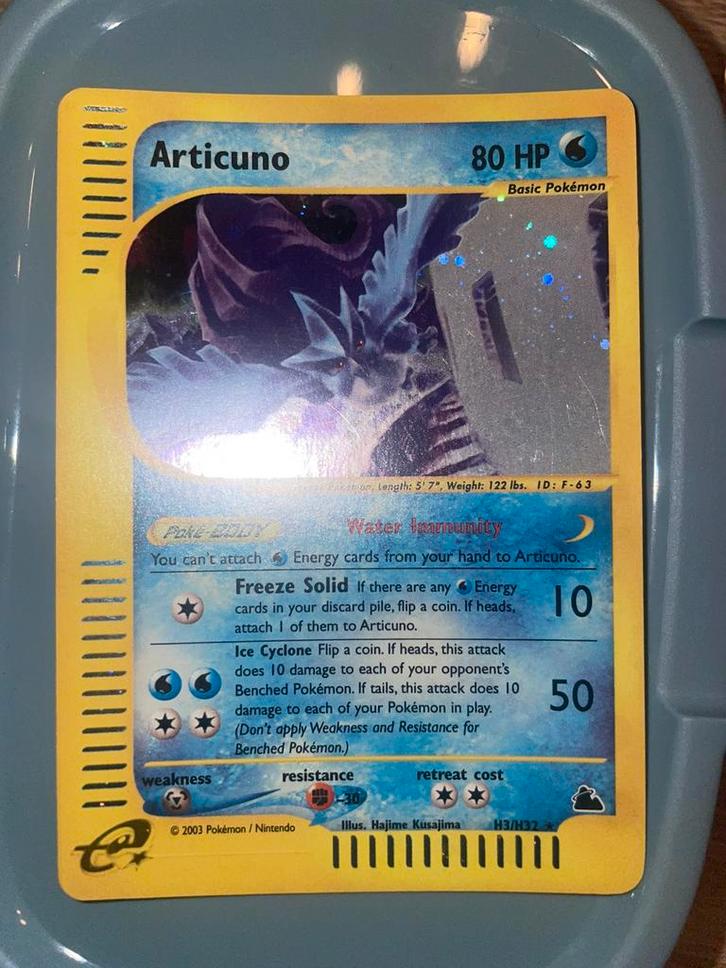 Articuno 80 HP
Basic Pokémon
Length: 5' 7", Weight: 122 lbs. ID: F-63
Poké-BODY Water Immunity
You can't attach Energy cards from your hand to Articuno.
Freeze Solid If there are any Energy
cards in your discard pile, flip a coin. If heads,
attach 1 of them to Articuno.
10
Ice Cyclone Flip a coin. If heads, this attack
does 10 damage to each of your opponent's
Benched Pokémon. If tails, this attack does 10
damage to each of your Pokémon in play.
(Don't apply Weakness and Resistance for
Benched Pokémon.)
50
weakness resistance retreat cost
-30
© 2003 Pokémon / Nintendo Illus. Hajime Kusajima H3/H32
e